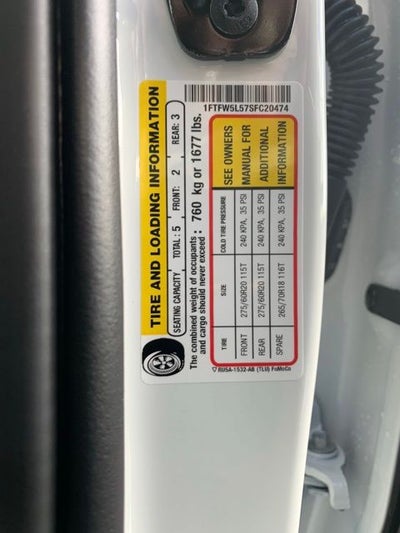 1FTFW5L57SFC20474
TIRE AND LOADING INFORMATION
SEATING CAPACITY TOTAL: 5 FRONT: 2 REAR: 3
The combined weight of occupants
and cargo should never exceed : 760 kg or 1677 lbs.
TIRE SIZE COLD TIRE PRESSURE SEE OWNERS
FRONT 275/60R20 115T 240 KPA, 35 PSI MANUAL FOR
REAR 275/60R20 115T 240 KPA, 35 PSI ADDITIONAL
SPARE 265/70R18 116T 240 KPA, 35 PSI INFORMATION
RU5A-1532-AB (TLU) FoMoCo